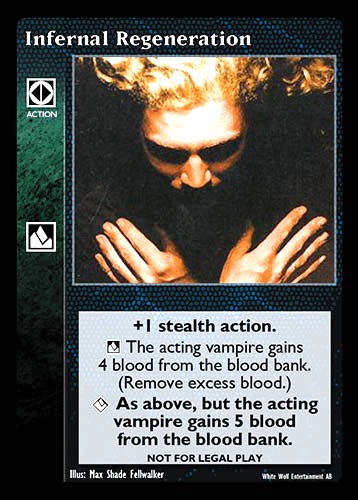 Infernal Regeneration
ACTION
+1 stealth action.
The acting vampire gains
4 blood from the blood bank.
(Remove excess blood.)
As above, but the acting
vampire gains 5 blood
from the blood bank.
NOT FOR LEGAL PLAY
Illus: Max Shade Fellwalker
White Wolf Entertainment AB